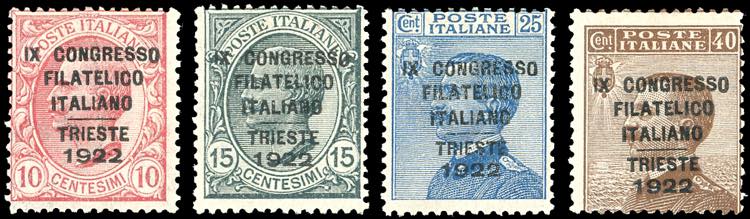 POSTE ITALIANE
IX CONGRESSO
FILATELICO
ITALIANO
TRIESTE
1922
10 CENTESIMI 10
POSTE ITALIANE
IX CONGRESSO
FILATELICO
ITALIANO
TRIESTE
1922
15 15
CENTESIMI
Cent POSTE 25
ITALIANE
IX CONGRESSO
FILATELICO
ITALIANO
TRIESTE
1922
Cent POSTE 40
ITALIANE
IX CONGRESSO
FILATELICO
ITALIANO
TRIESTE
1922